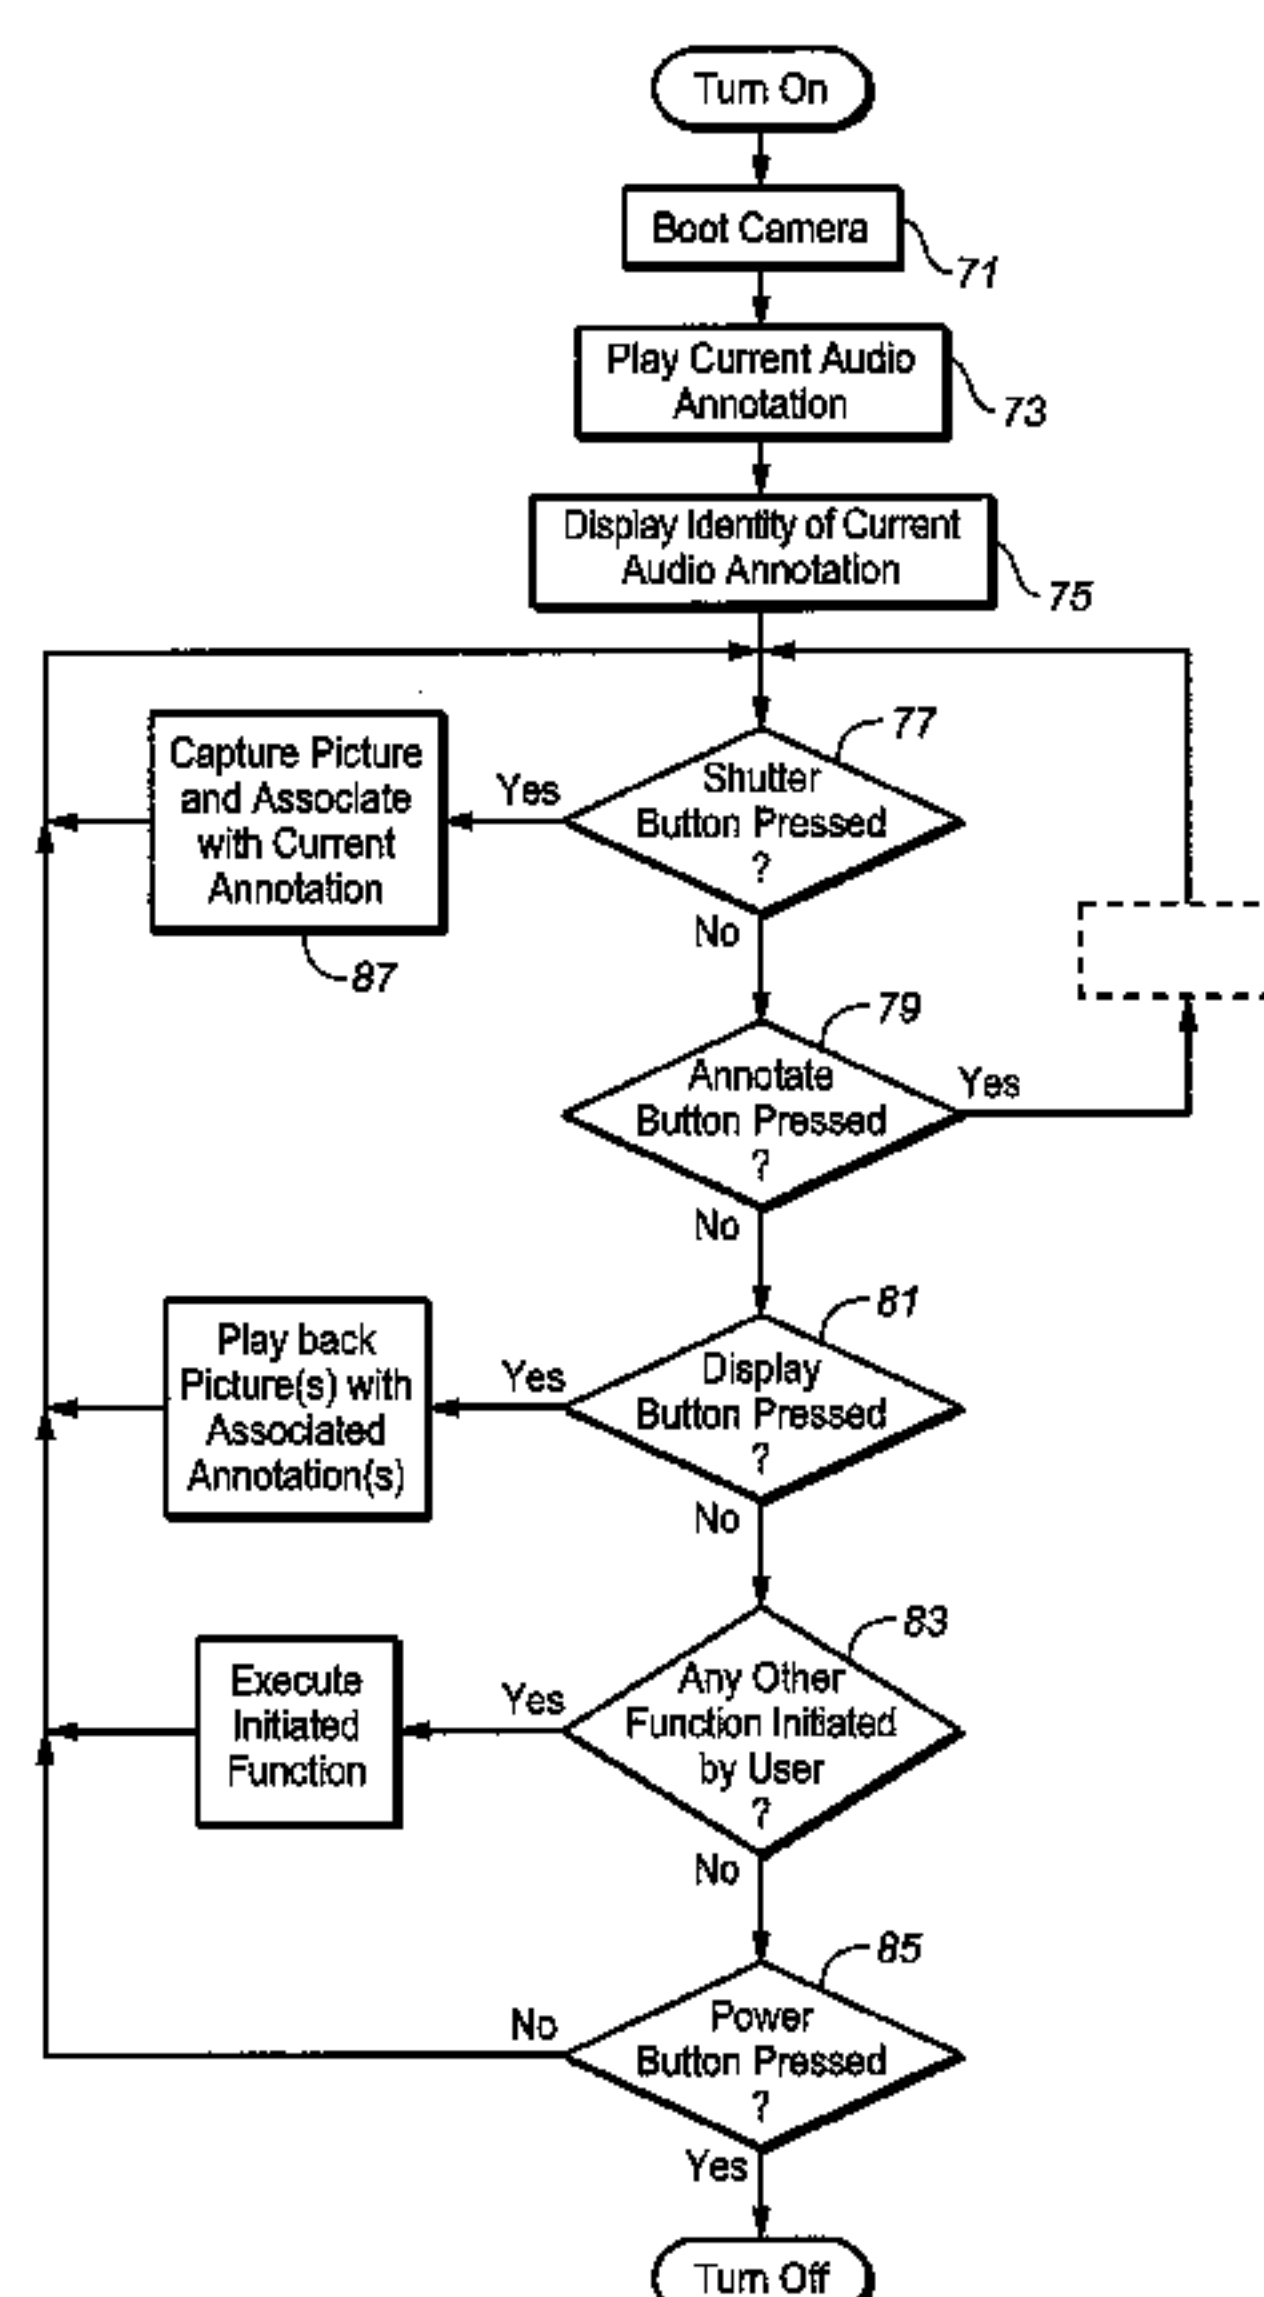 Turn On
Boot Camera
71
Play Current Audio
Annotation
73
Display Identity of Current
Audio Annotation
75
77
Shutter
Button Pressed
?
Yes
Capture Picture
and Associate
with Current
Annotation
87
No
79
Annotate
Button Pressed
?
Yes
No
81
Display
Button Pressed
?
Yes
Play back
Picture(s) with
Associated
Annotation(s)
No
83
Any Other
Function Initiated
by User
?
Yes
Execute
Initiated
Function
No
85
Power
Button Pressed
?
No
Yes
Turn Off